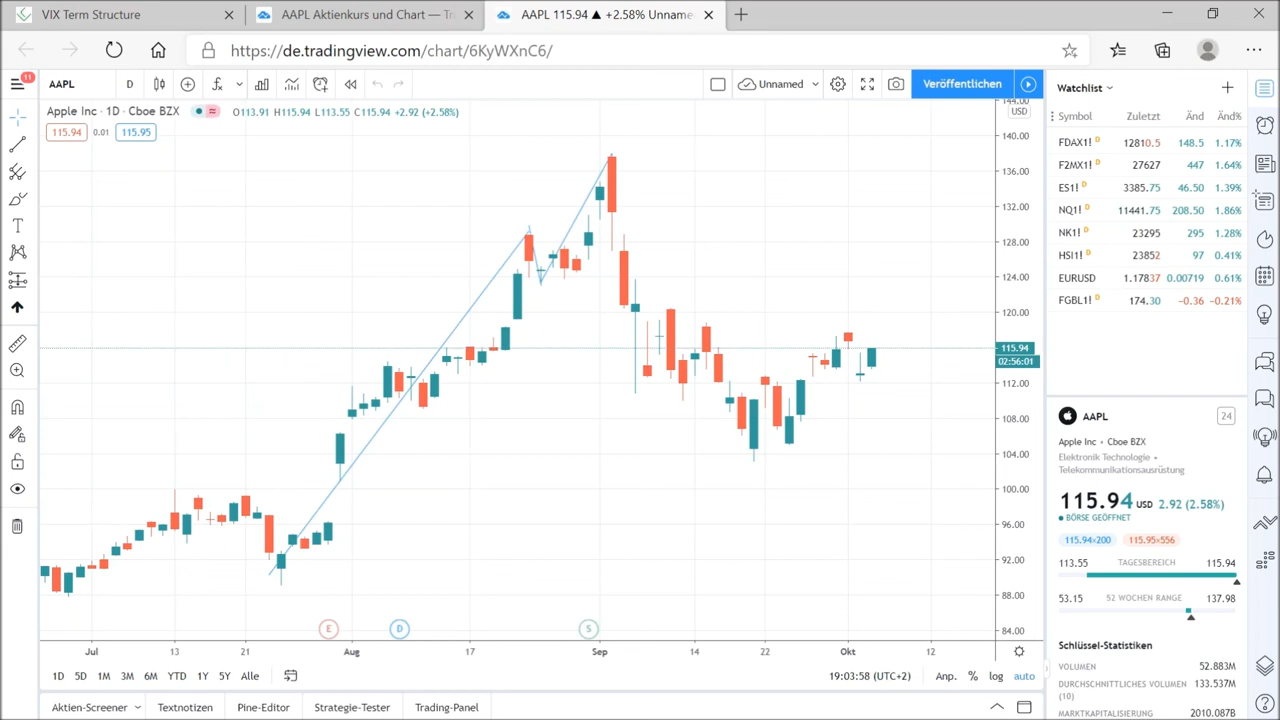 VIX Term Structure
AAPL Aktienkurs und Chart — Tr
AAPL 115.94 ▲ +2.58% Unname
https://de.tradingview.com/chart/6KyWXnC6/
11
AAPL
D
Unnamed
Veröffentlichen
Apple Inc · 1D · Cboe BZX
O113.91 H115.94 L113.55 C115.94 +2.92 (+2.58%)
115.94 0.01 115.95
144.00
USD
140.00
136.00
132.00
128.00
124.00
120.00
115.94
02:56:01
112.00
108.00
104.00
100.00
96.00
92.00
88.00
84.00
E
D
S
Jul 13 21 Aug 17 Sep 14 22 Okt 12
1D 5D 1M 3M 6M YTD 1Y 5Y Alle
19:03:58 (UTC+2)
Anp. % log auto
Aktien-Screener Textnotizen Pine-Editor Strategie-Tester Trading-Panel
Watchlist
Symbol Zuletzt Änd Änd%
FDAX1! D 12810.5 148.5 1.17%
F2MX1! D 27627 447 1.64%
ES1! D 3385.75 46.50 1.39%
NQ1! D 11441.75 208.50 1.86%
NK1! D 23295 295 1.28%
HSI1! D 23852 97 0.41%
EURUSD 1.17837 0.00719 0.61%
FGBL1! D 174.30 −0.36 −0.21%
AAPL
24
Apple Inc • Cboe BZX
Elektronik Technologie •
Telekommunikationsausrüstung
115.94 USD 2.92 (2.58%)
BÖRSE GEÖFFNET
115.94×200 115.95×556
113.55 TAGESBEREICH 115.94
53.15 52 WOCHEN RANGE 137.98
Schlüssel-Statistiken
VOLUMEN 52.883M
DURCHSCHNITTLICHES VOLUMEN 133.537M
(10)
MARKTKAPITALISIERUNG 2010.087B